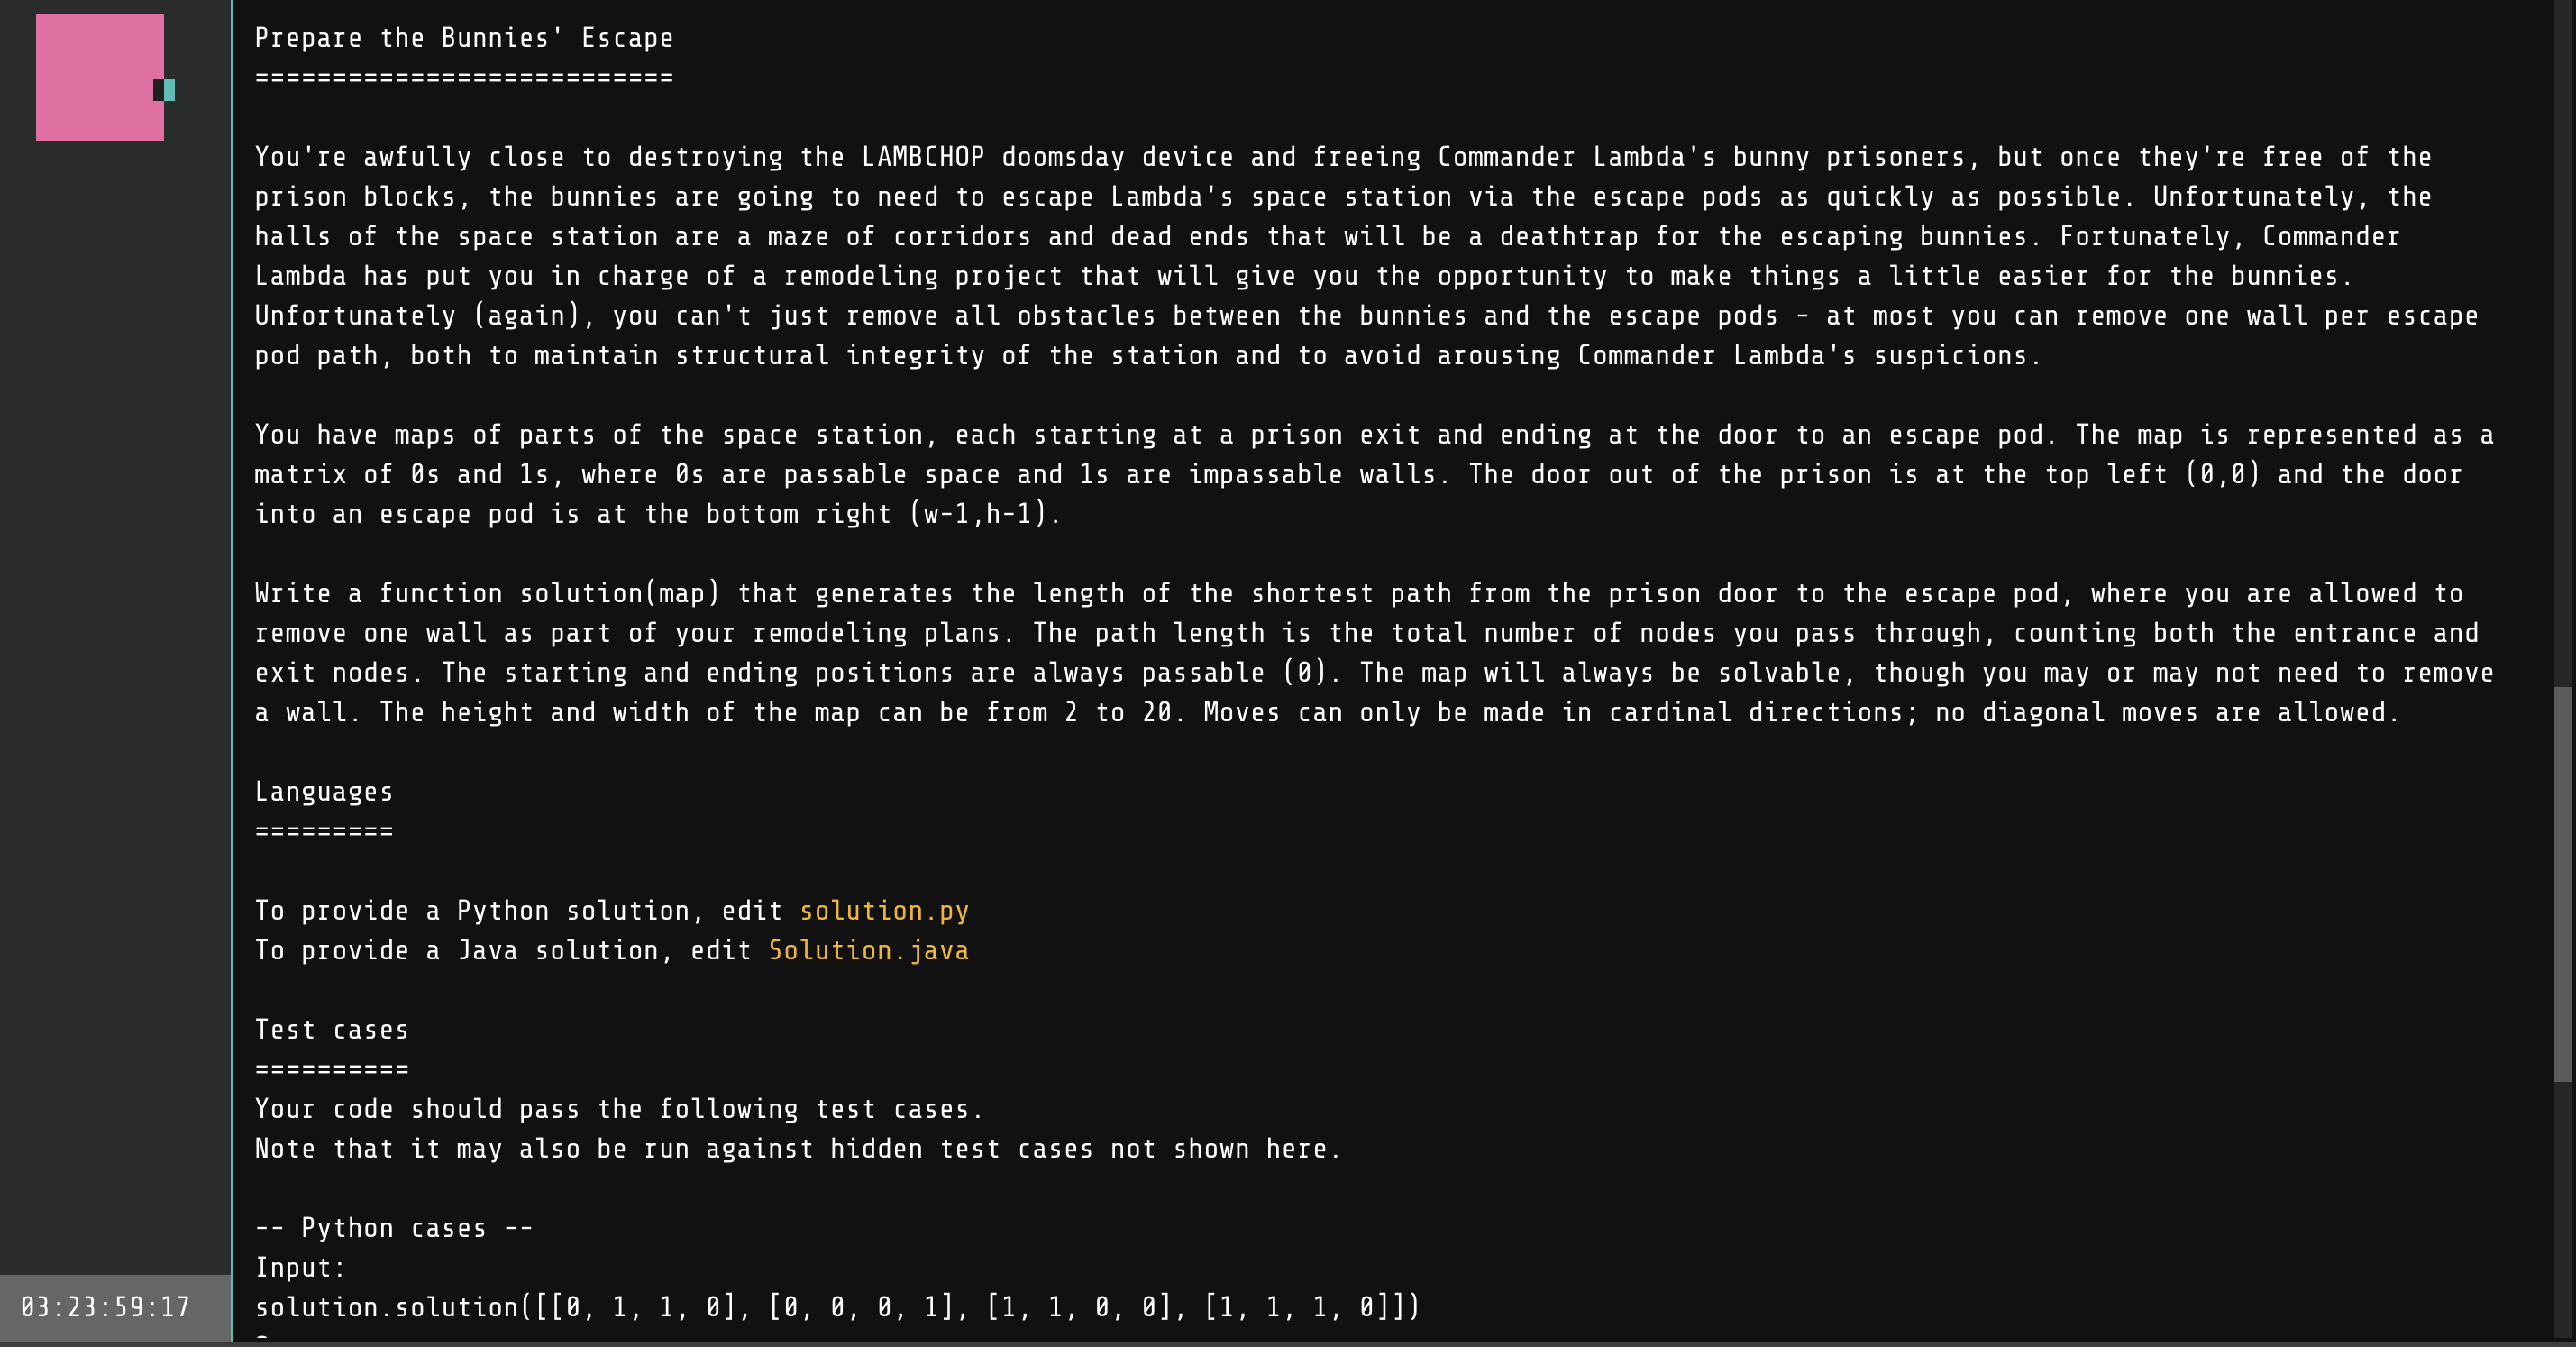 Prepare the Bunnies' Escape
===========================
You're awfully close to destroying the LAMBCHOP doomsday device and freeing Commander Lambda's bunny prisoners, but once they're free of the
prison blocks, the bunnies are going to need to escape Lambda's space station via the escape pods as quickly as possible. Unfortunately, the
halls of the space station are a maze of corridors and dead ends that will be a deathtrap for the escaping bunnies. Fortunately, Commander
Lambda has put you in charge of a remodeling project that will give you the opportunity to make things a little easier for the bunnies.
Unfortunately (again), you can't just remove all obstacles between the bunnies and the escape pods - at most you can remove one wall per escape
pod path, both to maintain structural integrity of the station and to avoid arousing Commander Lambda's suspicions.
You have maps of parts of the space station, each starting at a prison exit and ending at the door to an escape pod. The map is represented as a
matrix of 0s and 1s, where 0s are passable space and 1s are impassable walls. The door out of the prison is at the top left (0,0) and the door
into an escape pod is at the bottom right (w-1,h-1).
Write a function solution(map) that generates the length of the shortest path from the prison door to the escape pod, where you are allowed to
remove one wall as part of your remodeling plans. The path length is the total number of nodes you pass through, counting both the entrance and
exit nodes. The starting and ending positions are always passable (0). The map will always be solvable, though you may or may not need to remove
a wall. The height and width of the map can be from 2 to 20. Moves can only be made in cardinal directions; no diagonal moves are allowed.
Languages
=========
To provide a Python solution, edit solution.py
To provide a Java solution, edit Solution.java
Test cases
==========
Your code should pass the following test cases.
Note that it may also be run against hidden test cases not shown here.
-- Python cases --
Input:
solution.solution([[0, 1, 1, 0], [0, 0, 0, 1], [1, 1, 0, 0], [1, 1, 1, 0]])
03:23:59:17